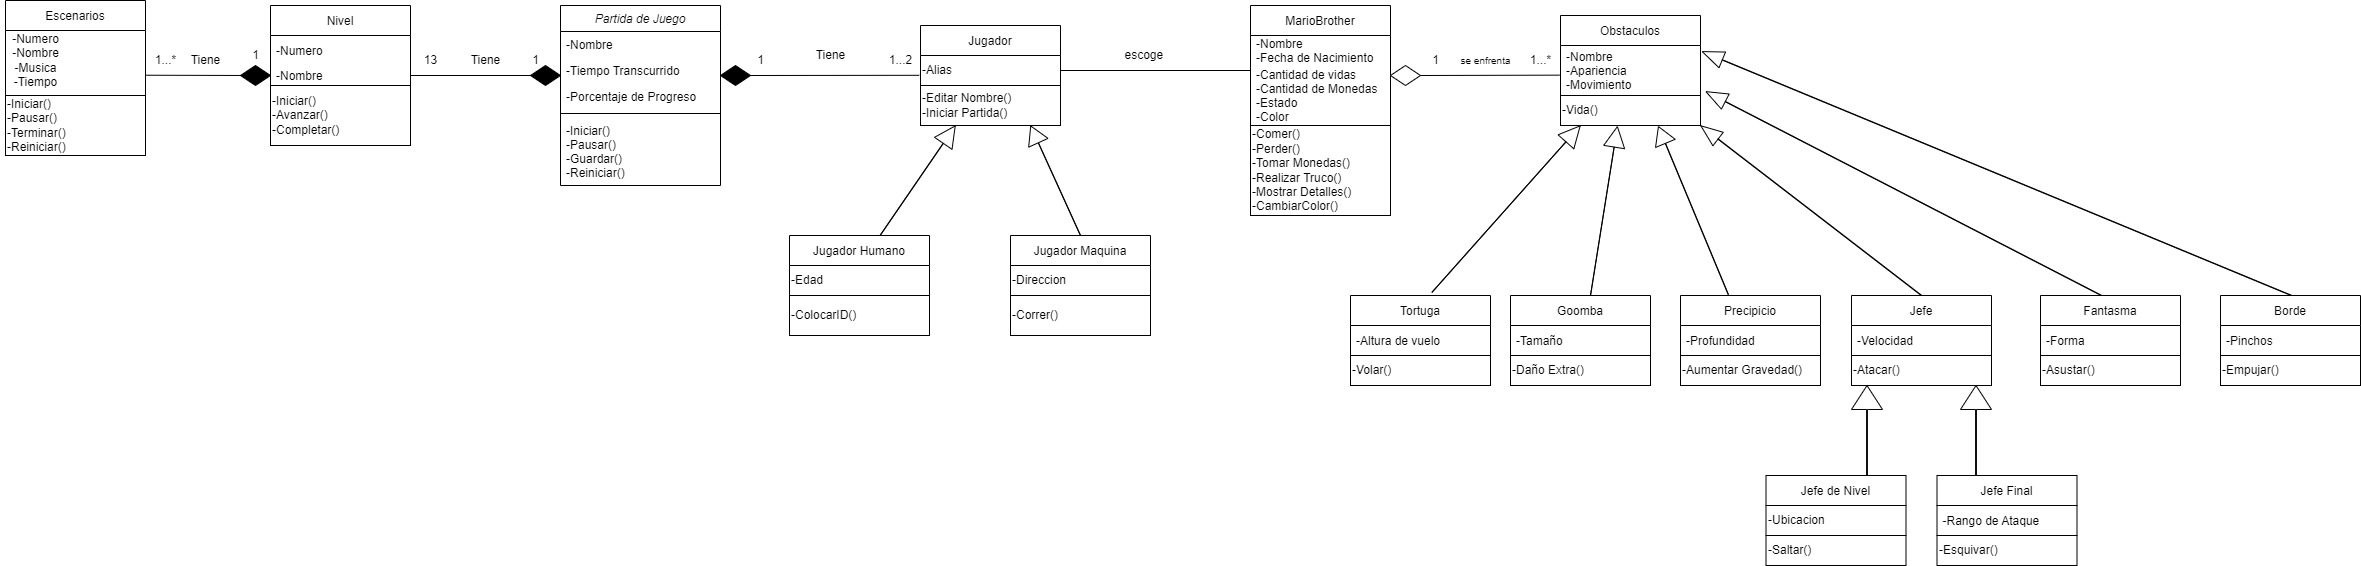 Escenarios
-Numero
-Nombre
-Musica
-Tiempo
-Iniciar()
-Pausar()
-Terminar()
-Reiniciar()
1...*
Tiene
1
Nivel
-Numero
-Nombre
-Iniciar()
-Avanzar()
-Completar()
13
Tiene
1
Partida de Juego
-Nombre
-Tiempo Transcurrido
-Porcentaje de Progreso
-Iniciar()
-Pausar()
-Guardar()
-Reiniciar()
1
Tiene
1...2
Jugador
-Alias
-Editar Nombre()
-Iniciar Partida()
escoge
MarioBrother
-Nombre
-Fecha de Nacimiento
-Cantidad de vidas
-Cantidad de Monedas
-Estado
-Color
-Comer()
-Perder()
-Tomar Monedas()
-Realizar Truco()
-Mostrar Detalles()
-CambiarColor()
1
se enfrenta
1...*
Obstaculos
-Nombre
-Apariencia
-Movimiento
-Vida()
Jugador Humano
-Edad
-ColocarID()
Jugador Maquina
-Direccion
-Correr()
Tortuga
-Altura de vuelo
-Volar()
Goomba
-Tamaño
-Daño Extra()
Precipicio
-Profundidad
-Aumentar Gravedad()
Jefe
-Velocidad
-Atacar()
Fantasma
-Forma
-Asustar()
Borde
-Pinchos
-Empujar()
Jefe de Nivel
-Ubicacion
-Saltar()
Jefe Final
-Rango de Ataque
-Esquivar()